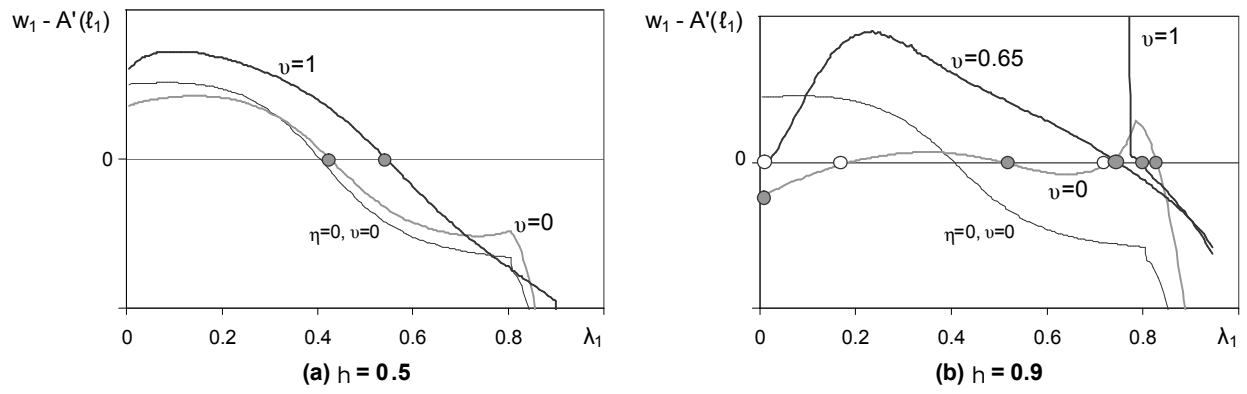 w₁ - A'(ℓ₁)
υ=1
0
υ=0
η=0, υ=0
0 0.2 0.4 0.6 0.8 λ₁
(a) h = 0.5
w₁ - A'(ℓ₁)
υ=1
υ=0.65
0
υ=0
η=0, υ=0
0 0.2 0.4 0.6 0.8 λ₁
(b) h = 0.9